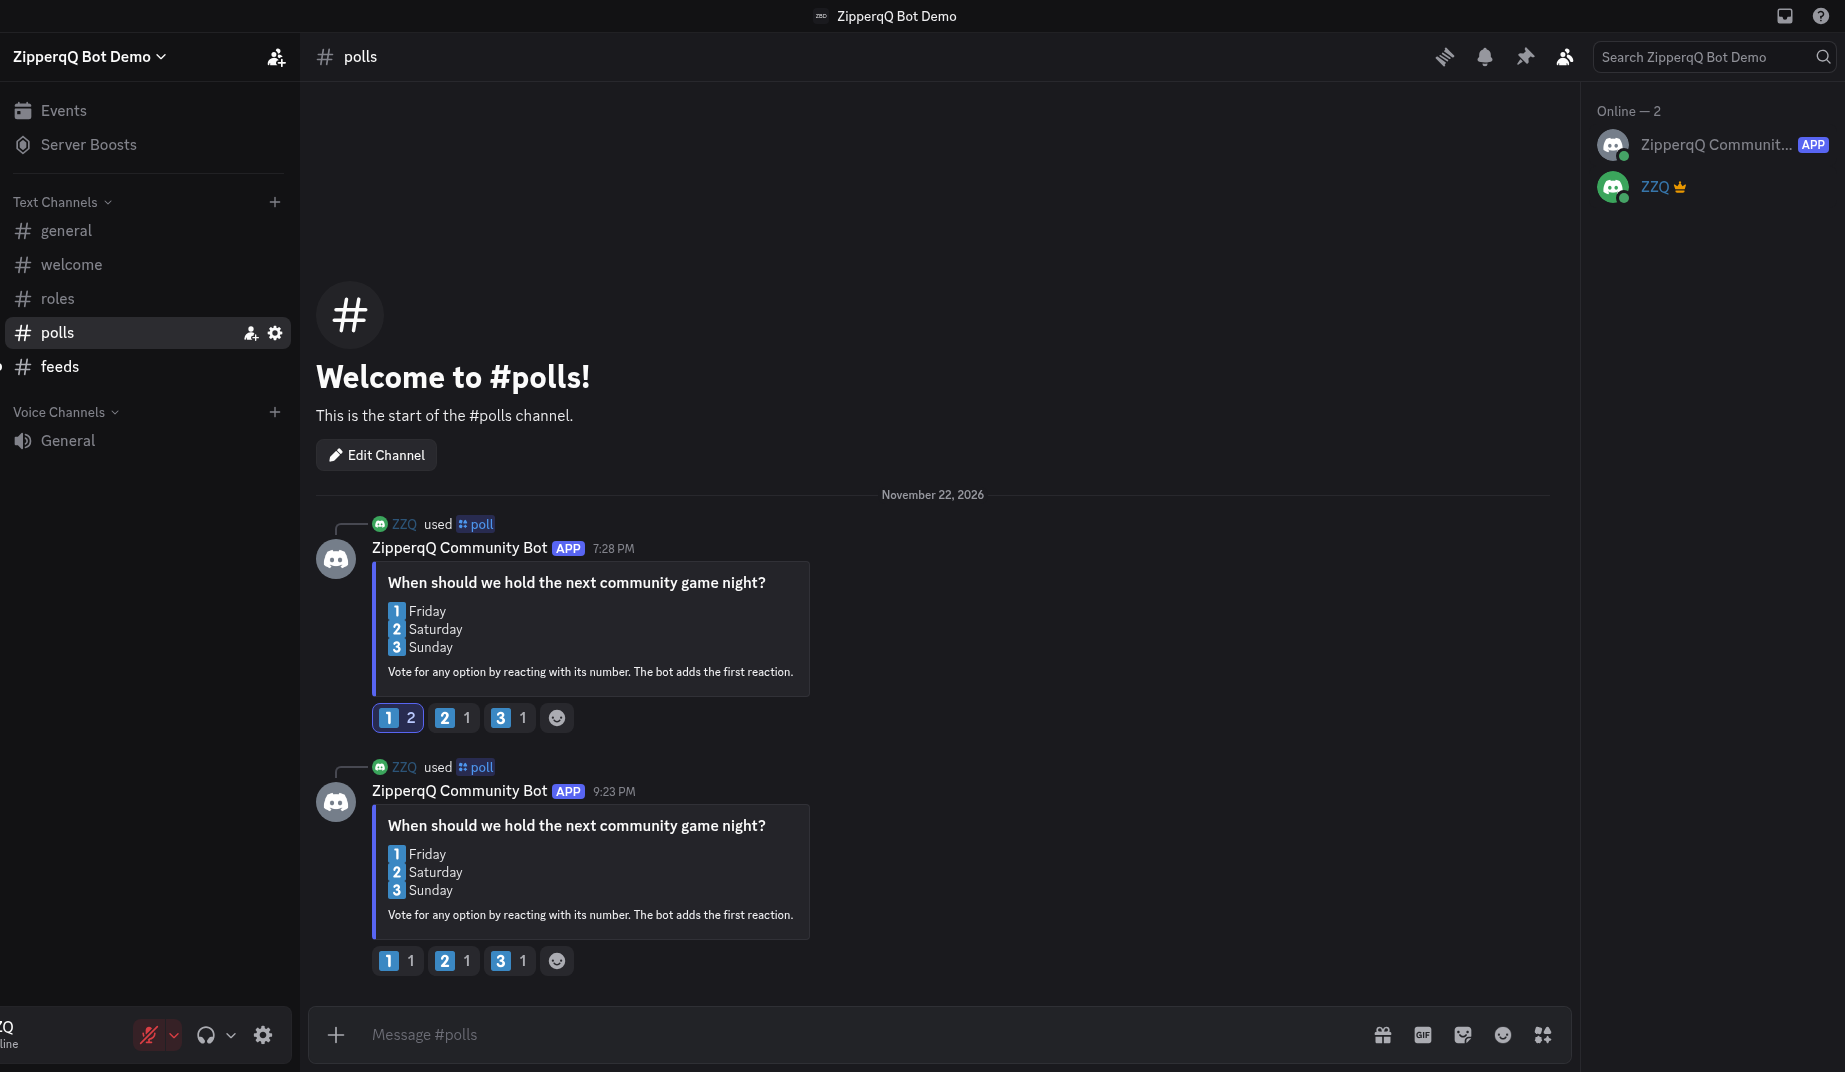 ZBD ZipperqQ Bot Demo
ZipperqQ Bot Demo
# polls
Search ZipperqQ Bot Demo
Events
Server Boosts
Text Channels
general
welcome
roles
polls
feeds
Voice Channels
General
ZQ
line
Welcome to #polls!
This is the start of the #polls channel.
Edit Channel
November 22, 2026
ZZQ used poll
ZipperqQ Community Bot APP 7:28 PM
When should we hold the next community game night?
1 Friday
2 Saturday
3 Sunday
Vote for any option by reacting with its number. The bot adds the first reaction.
1 2 2 1 3 1
ZZQ used poll
ZipperqQ Community Bot APP 9:23 PM
When should we hold the next community game night?
1 Friday
2 Saturday
3 Sunday
Vote for any option by reacting with its number. The bot adds the first reaction.
1 1 2 1 3 1
Message #polls
GIF
Online — 2
ZipperqQ Communit... APP
ZZQ